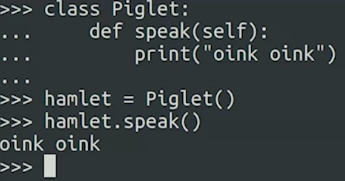 >>> class Piglet:
...     def speak(self):
...         print("oink oink")
...
>>> hamlet = Piglet()
>>> hamlet.speak()
oink oink
>>>